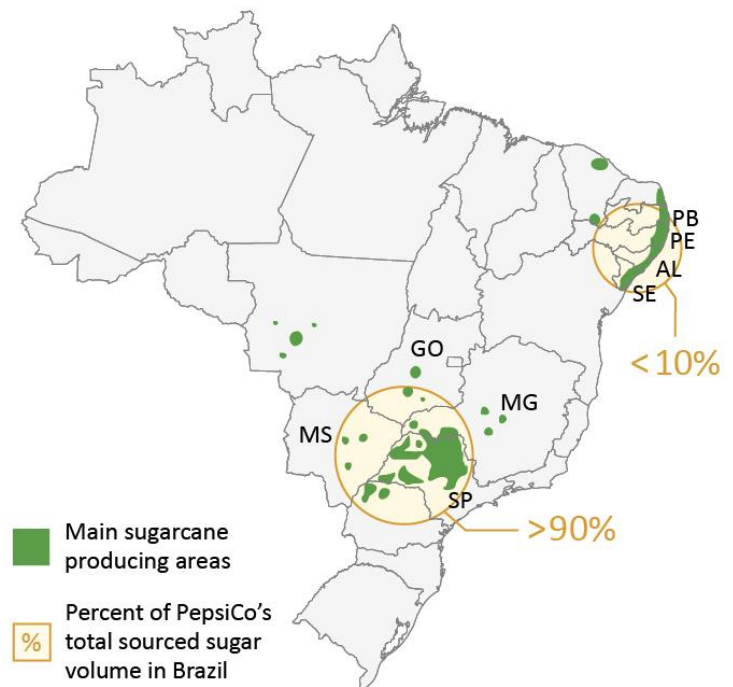 PB
PE
AL
SE
<10%
GO
MG
MS
SP
>90%
Main sugarcane
producing areas
%
Percent of PepsiCo's
total sourced sugar
volume in Brazil